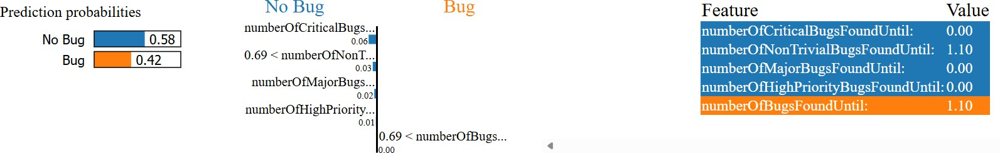 Prediction probabilities
No Bug 0.58
Bug 0.42
No Bug Bug
numberOfCriticalBugs...
0.06
0.69 < numberOfNonT...
0.03
numberOfMajorBugs...
0.02
numberOfHighPriority...
0.01
0.69 < numberOfBugs...
0.00
Feature Value
numberOfCriticalBugsFoundUntil: 0.00
numberOfNonTrivialBugsFoundUntil: 1.10
numberOfMajorBugsFoundUntil: 0.00
numberOfHighPriorityBugsFoundUntil: 0.00
numberOfBugsFoundUntil: 1.10